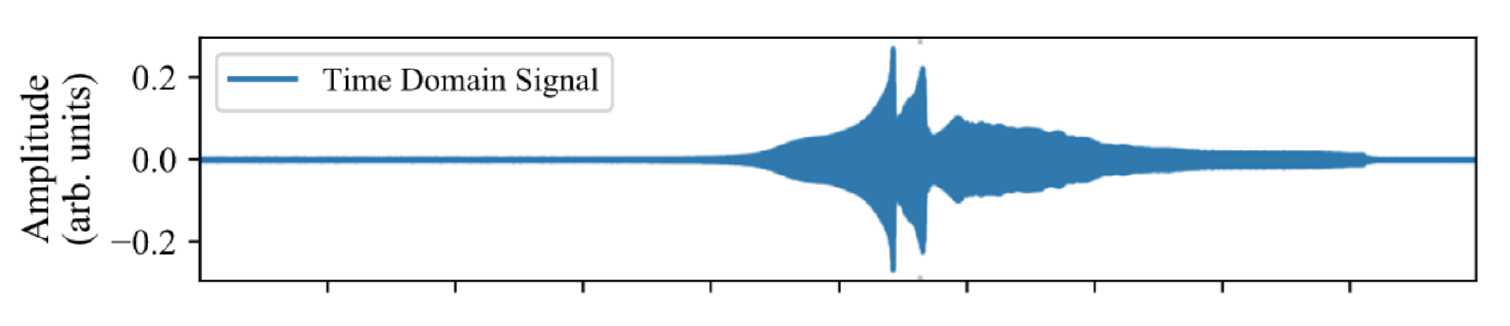 Amplitude
(arb. units)
0.2
0.0
−0.2
Time Domain Signal